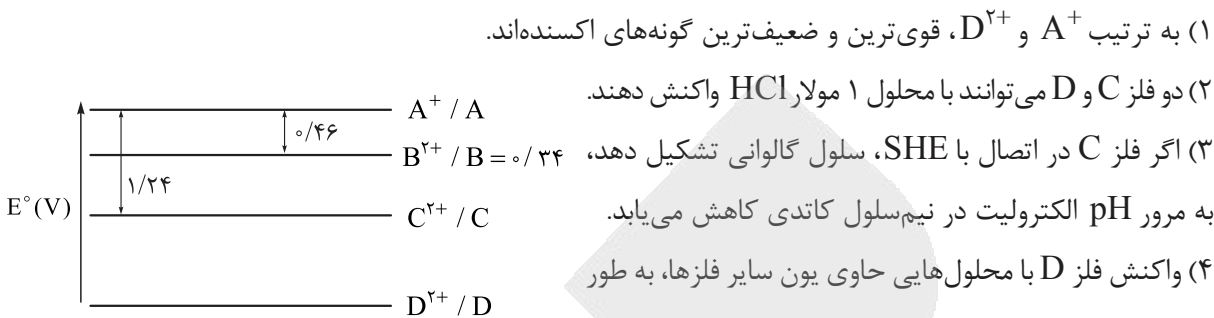 ۱) به ترتیب A⁺ و D²⁺، قوی‌ترین و ضعیف‌ترین گونه‌های اکسنده‌اند.
۲) دو فلز C و D می‌توانند با محلول ۱ مولار HCl واکنش دهند.
۳) اگر فلز C در اتصال با SHE، سلول گالوانی تشکیل دهد،
به مرور pH الکترولیت در نیم‌سلول کاتدی کاهش می‌یابد.
۴) واکنش فلز D با محلول‌هایی حاوی یون سایر فلزها، به طور
E°(V)
A⁺ / A
۰/۴۶
B²⁺ / B = ۰/۳۴
۱/۲۴
C²⁺ / C
D²⁺ / D